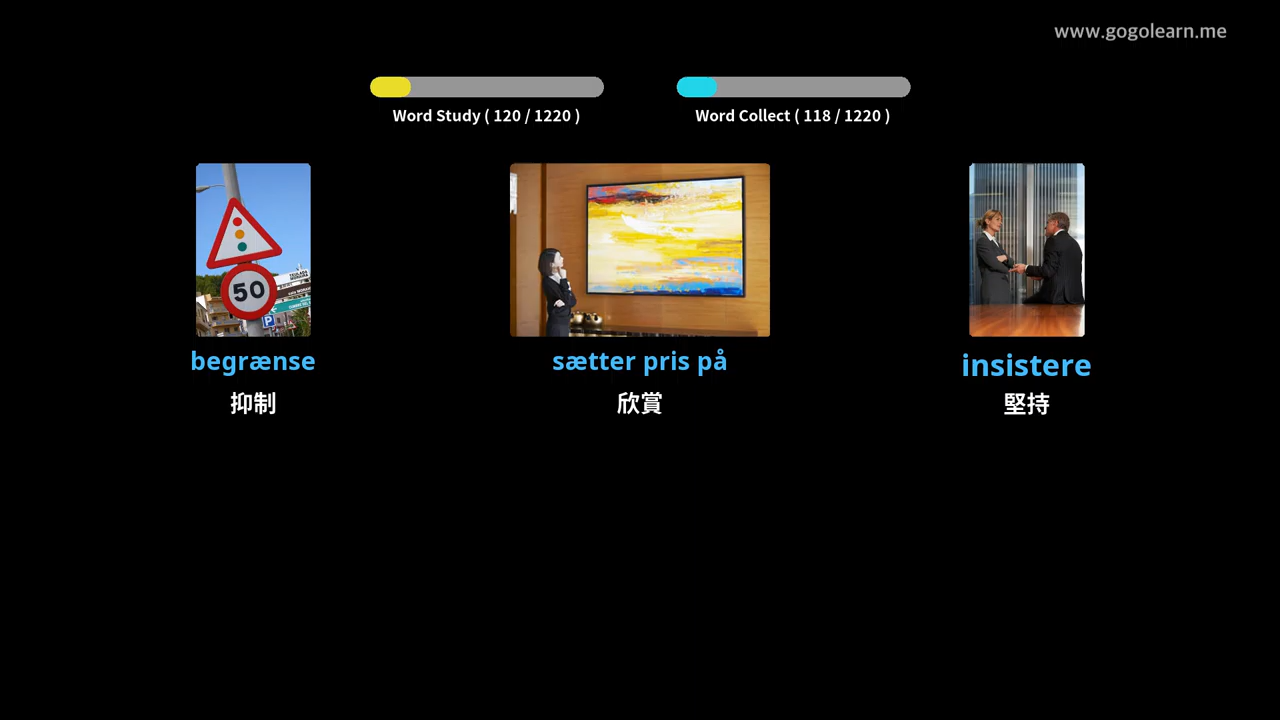 www.gogolearn.me
Word Study ( 120 / 1220 )
Word Collect ( 118 / 1220 )
50
P
begrænse
sætter pris på
insistere
抑制
欣賞
堅持